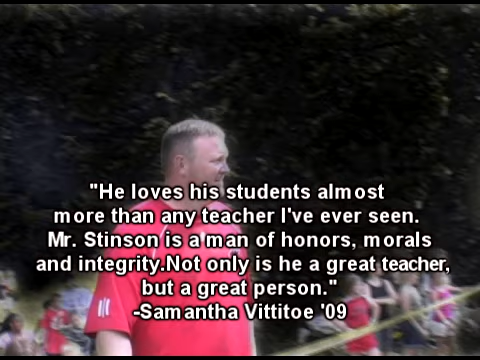 "He loves his students almost
more than any teacher I've ever seen.
Mr. Stinson is a man of honors, morals
and integrity.Not only is he a great teacher,
but a great person."
-Samantha Vittitoe '09